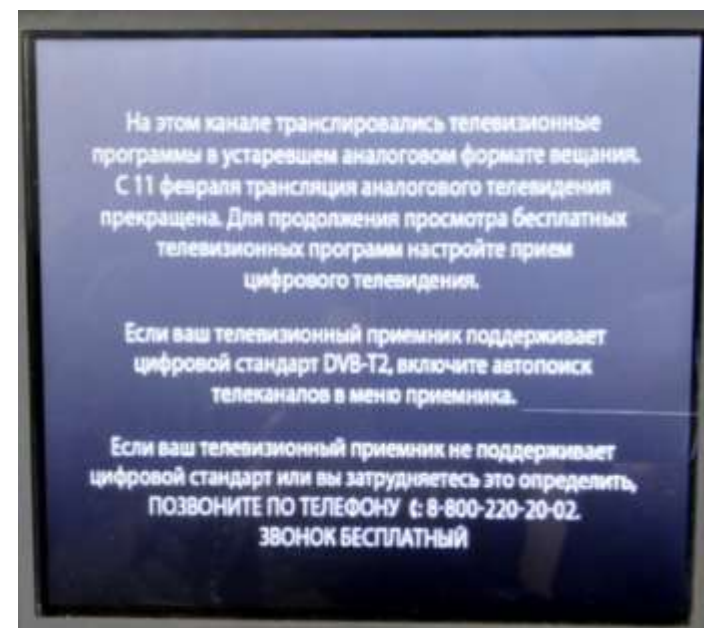 На этом канале транслировались телевизионные
программы в устаревшем аналоговом формате вещания.
С 11 февраля трансляция аналогового телевидения
прекращена. Для продолжения просмотра бесплатных
телевизионных программ настройте прием
цифрового телевидения.
Если ваш телевизионный приемник поддерживает
цифровой стандарт DVB-T2, включите автопоиск
телеканалов в меню приемника.
Если ваш телевизионный приемник не поддерживает
цифровой стандарт или вы затрудняетесь это определить,
ПОЗВОНИТЕ ПО ТЕЛЕФОНУ ✆: 8-800-220-20-02.
ЗВОНОК БЕСПЛАТНЫЙ